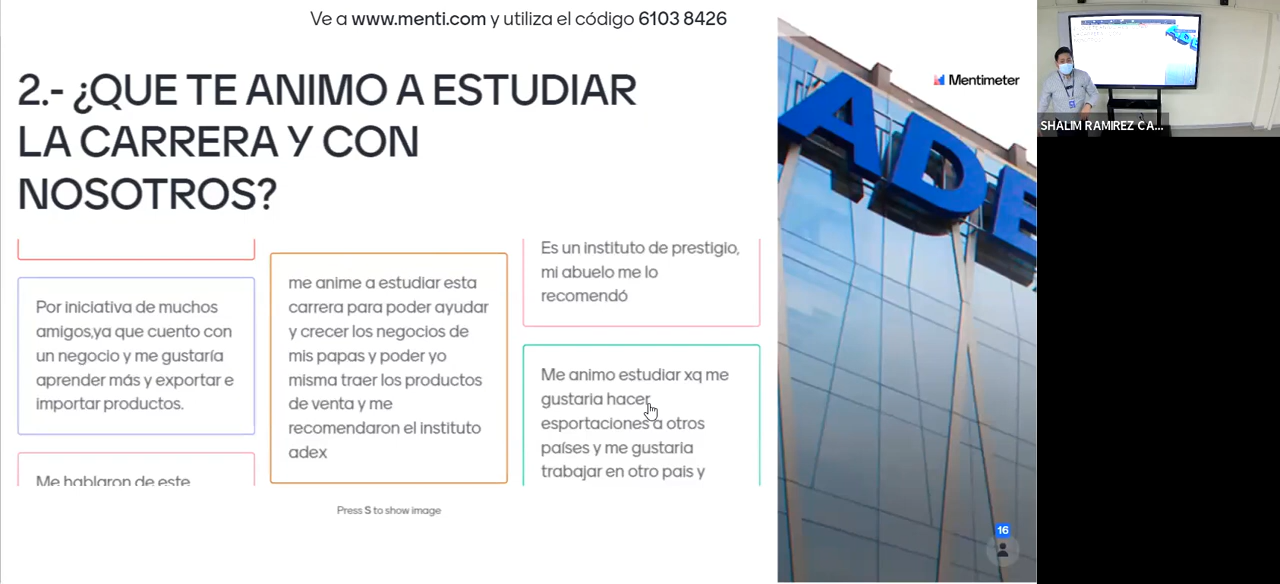 Ve a www.menti.com y utiliza el código 6103 8426
2.- ¿QUE TE ANIMO A ESTUDIAR
LA CARRERA Y CON
NOSOTROS?
Por iniciativa de muchos
amigos,ya que cuento con
un negocio y me gustaría
aprender más y exportar e
importar productos.
Me hablaron de este
me anime a estudiar esta
carrera para poder ayudar
y crecer los negocios de
mis papas y poder yo
misma traer los productos
de venta y me
recomendaron el instituto
adex
Es un instituto de prestigio,
mi abuelo me lo
recomendó
Me animo estudiar xq me
gustaria hacer
esportaciones a otros
países y me gustaria
trabajar en otro pais y
Press S to show image
Mentimeter
ADE
16
SHALIM RAMIREZ CA...